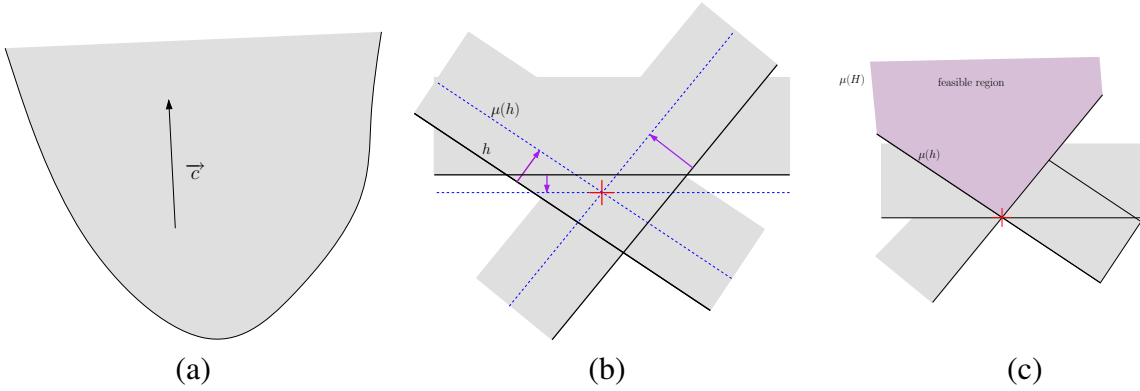 c
(a)
μ(h)
h
(b)
μ(H)
feasible region
μ(h)
(c)